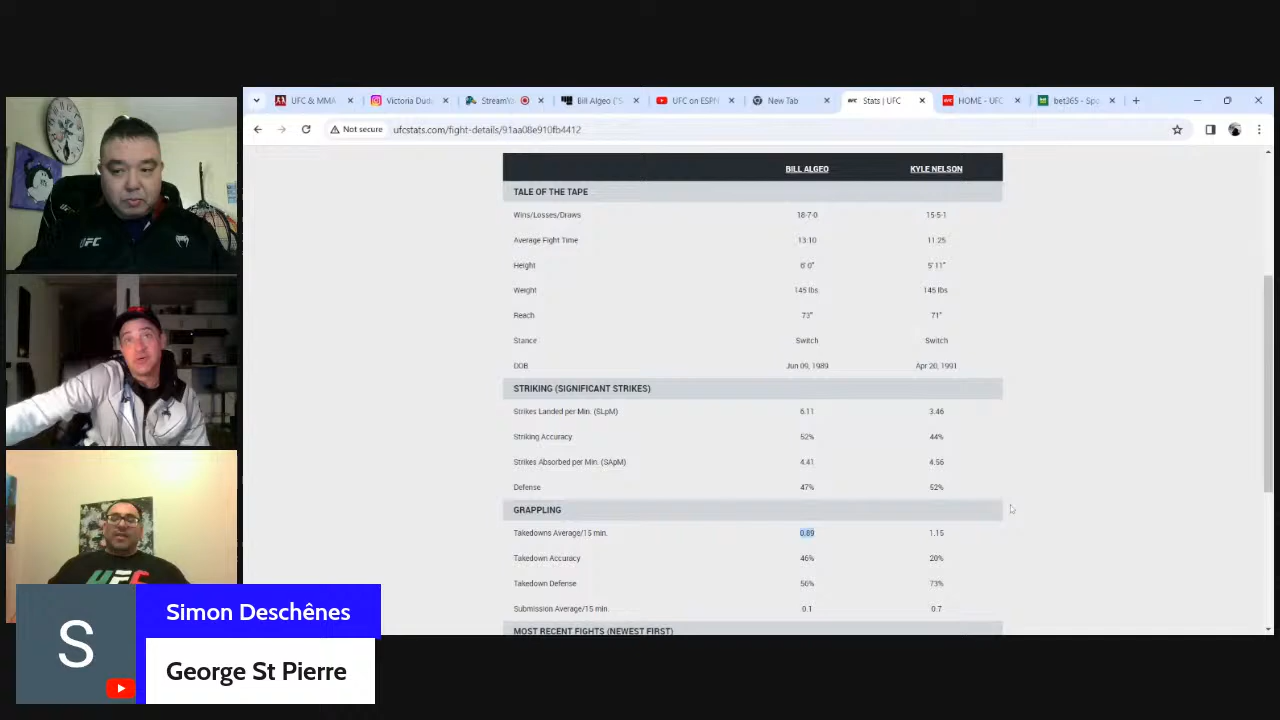 UFC & MMA
Victoria Dud
StreamYa
Bill Algeo ("S
UFC on ESPN
New Tab
Stats | UFC
HOME - UFC
bet365 - Spo
Not secure
ufcstats.com/fight-details/91aa08e910fb4412
BILL ALGEO KYLE NELSON
TALE OF THE TAPE
Wins/Losses/Draws 18-7-0 15-5-1
Average Fight Time 13:10 11:25
Height 6' 0" 5' 11"
Weight 145 lbs. 145 lbs.
Reach 73" 71"
Stance Switch Switch
DOB Jun 09, 1989 Apr 20, 1991
STRIKING (SIGNIFICANT STRIKES)
Strikes Landed per Min. (SLpM) 6.11 3.46
Striking Accuracy 52% 44%
Strikes Absorbed per Min. (SApM) 4.41 4.56
Defense 47% 52%
GRAPPLING
Takedowns Average/15 min. 0.89 1.15
Takedown Accuracy 46% 20%
Takedown Defense 56% 73%
Submission Average/15 min. 0.1 0.7
MOST RECENT FIGHTS (NEWEST FIRST)
UFC
UFC
S
Simon Deschênes
George St Pierre